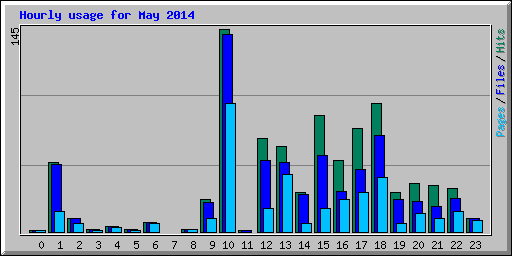 Hourly usage for May 2014
145
Pages/Files/Hits
0 1 2 3 4 5 6 7 8 9 10 11 12 13 14 15 16 17 18 19 20 21 22 23